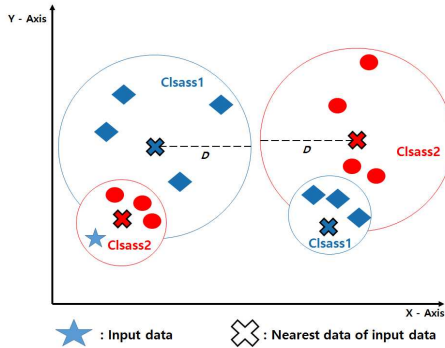 Y - Axis
Clsass1
Clsass2
D
D
Clsass2
Clsass1
X - Axis
: Input data
: Nearest data of input data